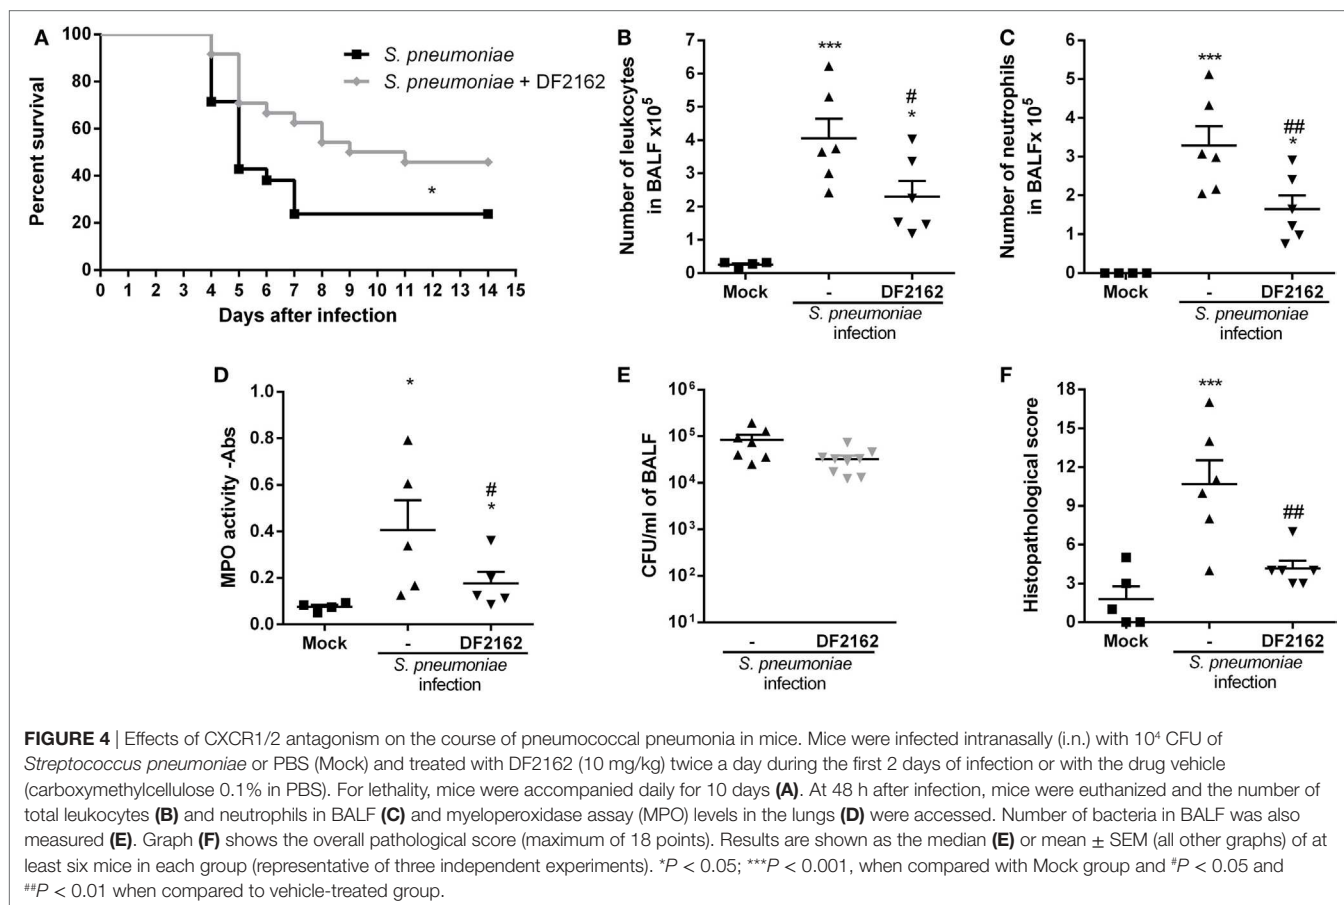 A
Percent survival
100
80
60
40
20
0
S. pneumoniae
S. pneumoniae + DF2162
*
0 1 2 3 4 5 6 7 8 9 10 11 12 13 14 15
Days after infection
B
Number of leukocytes
in BALF x10⁵
7
6
5
4
3
2
1
0
***
#
*
Mock - DF2162
S. pneumoniae
infection
C
Number of neutrophils
in BALFx 10⁵
6
5
4
3
2
1
0
***
##
*
Mock - DF2162
S. pneumoniae
infection
D
MPO activity -Abs
1.0
0.8
0.6
0.4
0.2
0.0
*
#
*
Mock - DF2162
S. pneumoniae
infection
E
CFU/ml of BALF
10⁶
10⁵
10⁴
10³
10²
10¹
- DF2162
S. pneumoniae
infection
F
Histopathological score
18
15
12
9
6
3
0
***
##
Mock - DF2162
S. pneumoniae
infection
FIGURE 4 | Effects of CXCR1/2 antagonism on the course of pneumococcal pneumonia in mice. Mice were infected intranasally (i.n.) with 10⁴ CFU of
Streptococcus pneumoniae or PBS (Mock) and treated with DF2162 (10 mg/kg) twice a day during the first 2 days of infection or with the drug vehicle
(carboxymethylcellulose 0.1% in PBS). For lethality, mice were accompanied daily for 10 days (A). At 48 h after infection, mice were euthanized and the number of
total leukocytes (B) and neutrophils in BALF (C) and myeloperoxidase assay (MPO) levels in the lungs (D) were accessed. Number of bacteria in BALF was also
measured (E). Graph (F) shows the overall pathological score (maximum of 18 points). Results are shown as the median (E) or mean ± SEM (all other graphs) of at
least six mice in each group (representative of three independent experiments). *P < 0.05; ***P < 0.001, when compared with Mock group and #P < 0.05 and
##P < 0.01 when compared to vehicle-treated group.